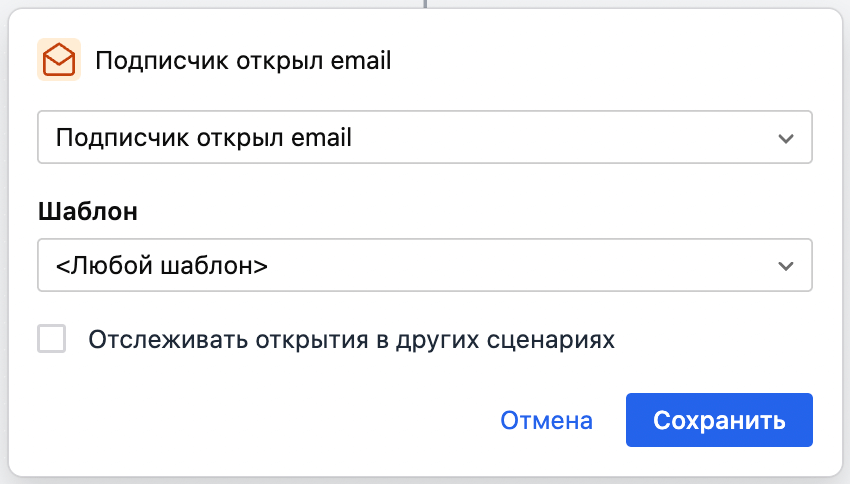 Подписчик открыл email
Подписчик открыл email
Шаблон
<Любой шаблон>
Отслеживать открытия в других сценариях
Отмена
Сохранить